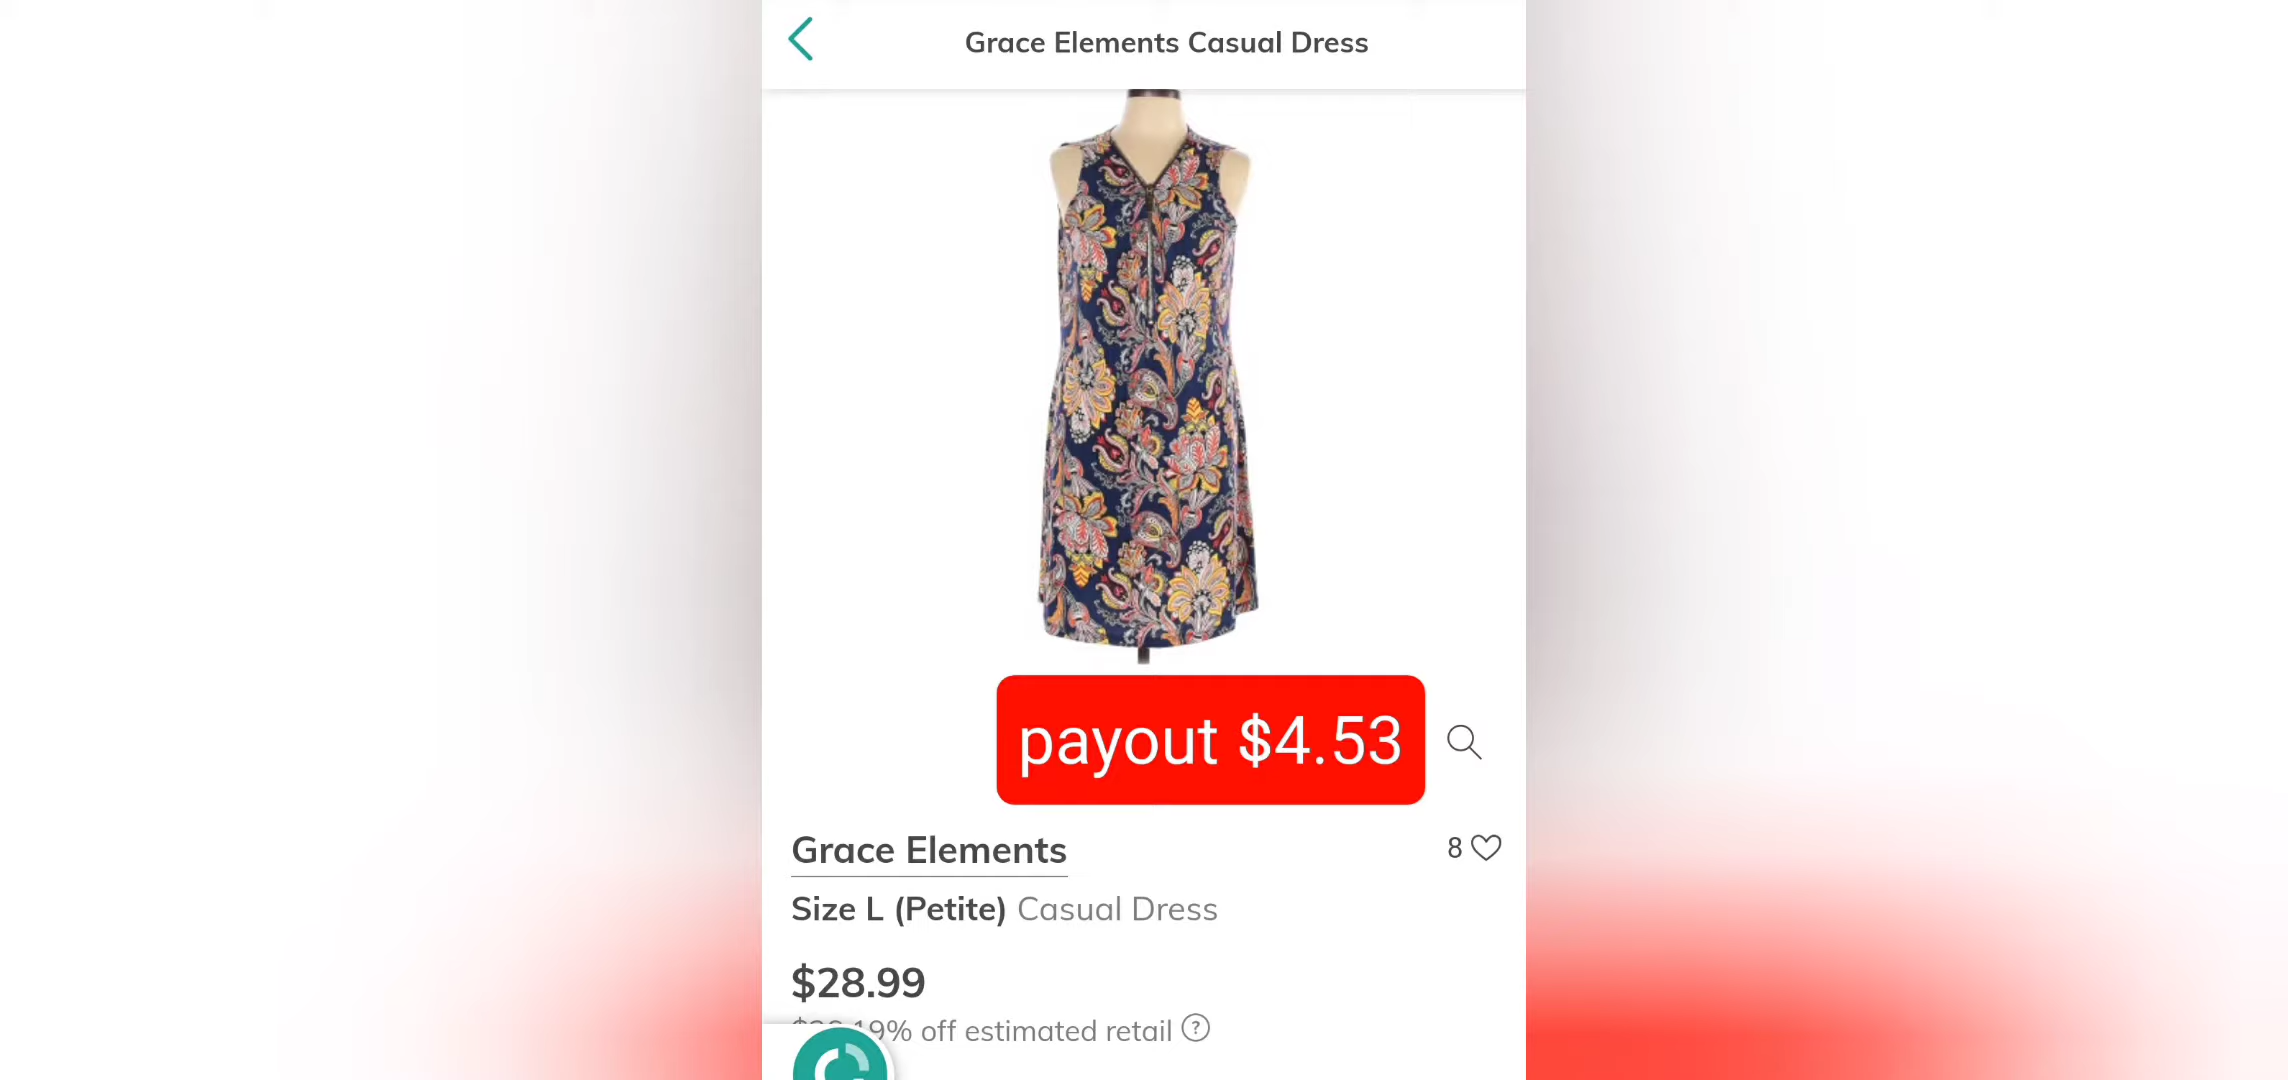 Grace Elements Casual Dress
payout $4.53
Grace Elements
8
Size L (Petite) Casual Dress
$28.99
19% off estimated retail ?